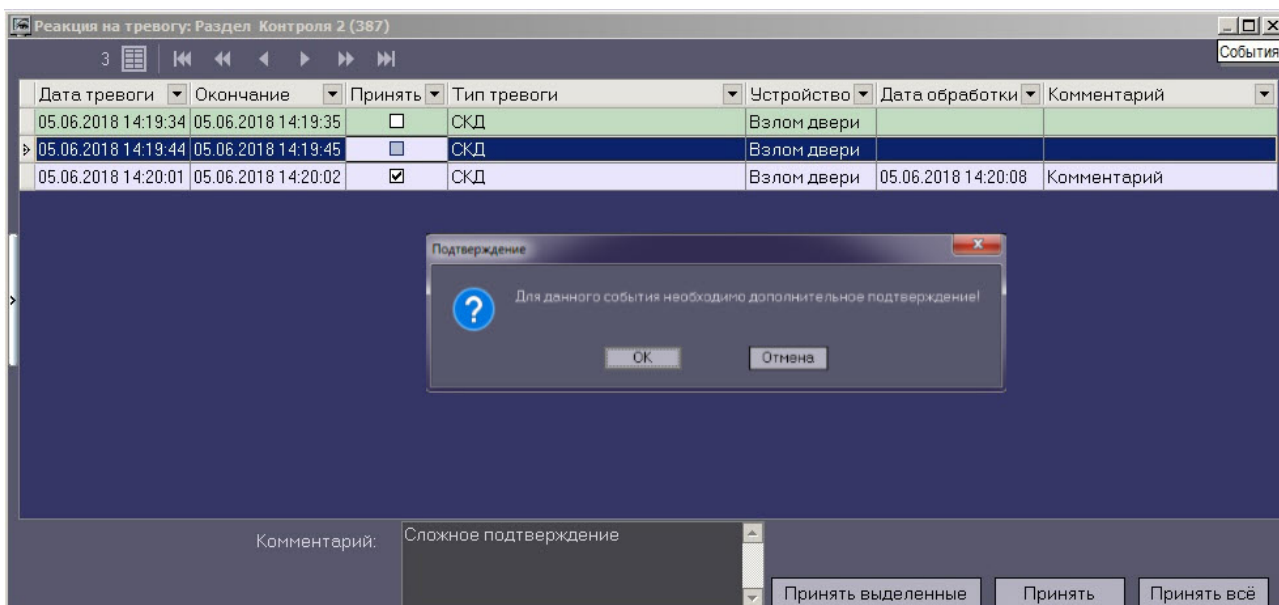 Реакция на тревогу: Раздел Контроля 2 (387)
События
3
Дата тревоги Окончание Принять Тип тревоги Устройство Дата обработки Комментарий
05.06.2018 14:19:34 05.06.2018 14:19:35 СКД Взлом двери
05.06.2018 14:19:44 05.06.2018 14:19:45 СКД Взлом двери
05.06.2018 14:20:01 05.06.2018 14:20:02 СКД Взлом двери 05.06.2018 14:20:08 Комментарий
Подтверждение
Для данного события необходимо дополнительное подтверждение!
OK Отмена
Комментарий: Сложное подтверждение
Принять выделенные Принять Принять всё